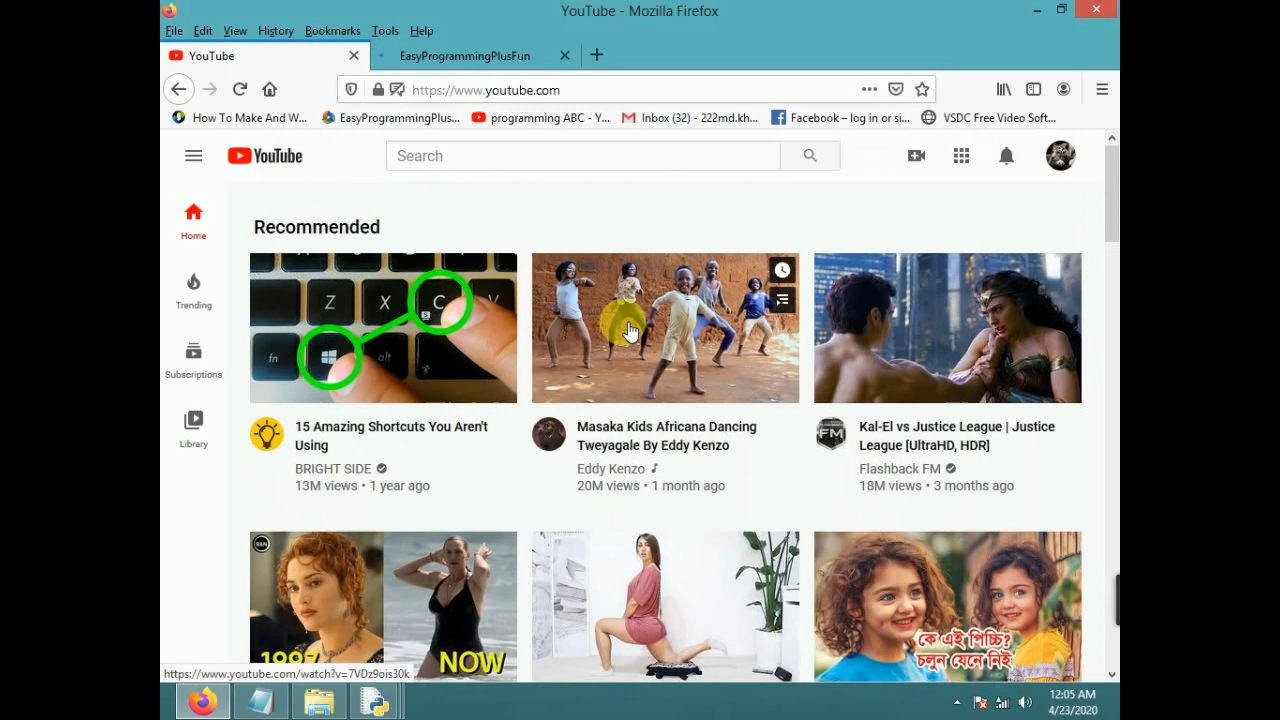 YouTube - Mozilla Firefox
File Edit View History Bookmarks Tools Help
YouTube EasyProgrammingPlusFun
https://www.youtube.com
How To Make And W... EasyProgrammingPlus... programming ABC - Y... Inbox (32) - 222md.kh... Facebook – log in or si... VSDC Free Video Soft...
YouTube Search
Home
Trending
Subscriptions
Library
Recommended
Z X C V
S
fn alt
15 Amazing Shortcuts You Aren't
Using
BRIGHT SIDE
13M views • 1 year ago
Masaka Kids Africana Dancing
Tweyagale By Eddy Kenzo
Eddy Kenzo
20M views • 1 month ago
FM
Kal-El vs Justice League | Justice
League [UltraHD, HDR]
Flashback FM
18M views • 3 months ago
1997 NOW
কে এই পিচ্চি?
চলুন যেনে নিই
https://www.youtube.com/watch?v=7VDz9ois30k
12:05 AM
4/23/2020